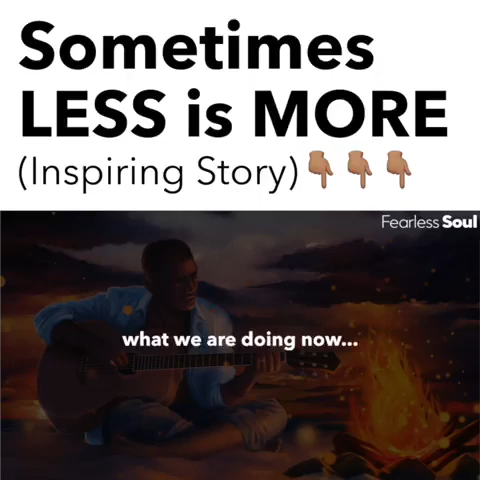 Sometimes
LESS is MORE
(Inspiring Story)👇🏽👇🏽👇🏽
Fearless Soul
what we are doing now...